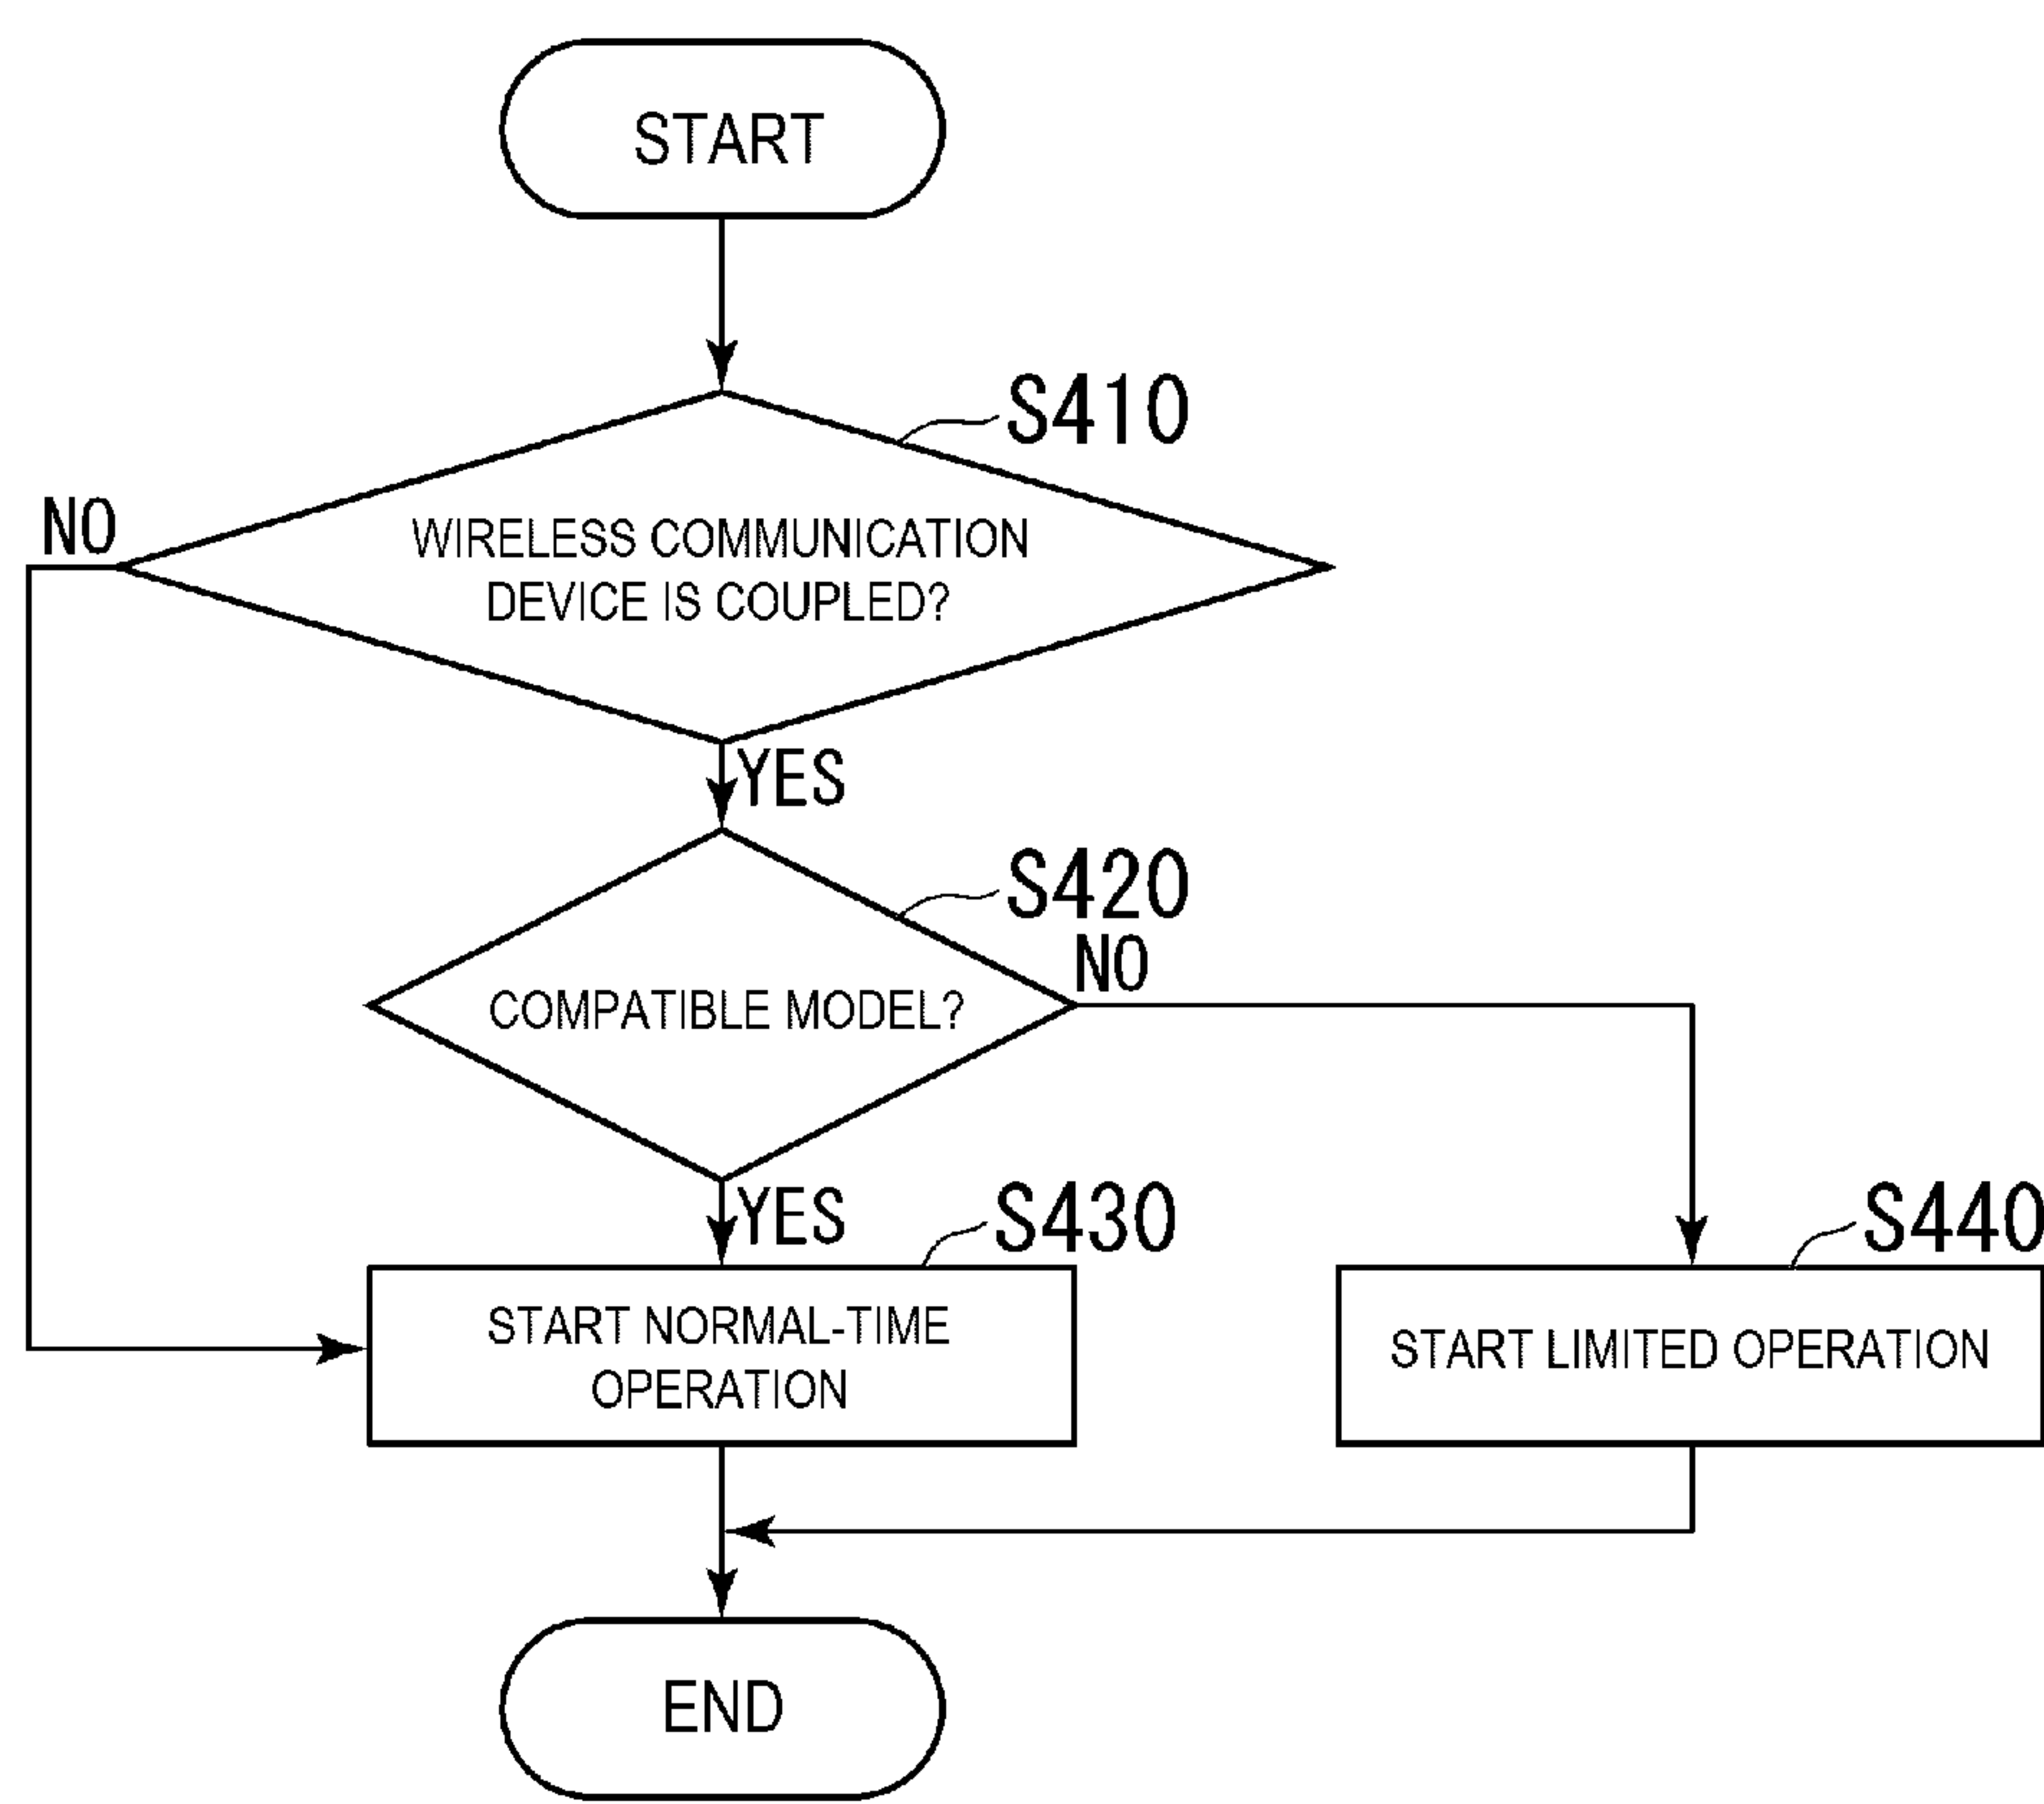 START
S410
NO
WIRELESS COMMUNICATION
DEVICE IS COUPLED?
YES
S420
NO
COMPATIBLE MODEL?
YES
S430
S440
START NORMAL-TIME
OPERATION
START LIMITED OPERATION
END